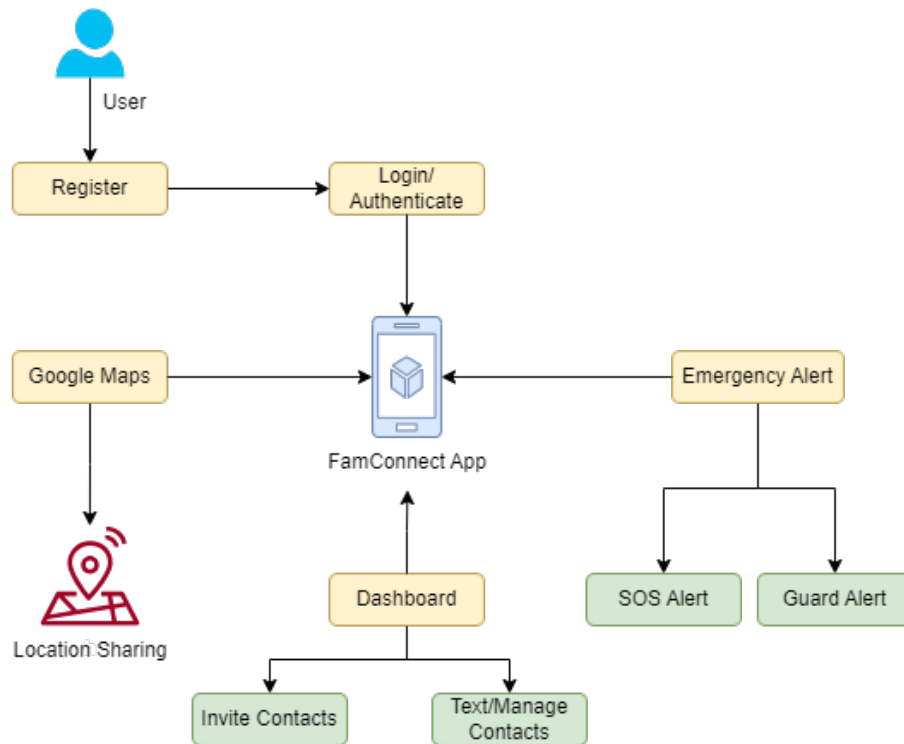 User
Register
Login/
Authenticate
Google Maps
Emergency Alert
FamConnect App
Dashboard
SOS Alert
Guard Alert
Location Sharing
Invite Contacts
Text/Manage
Contacts